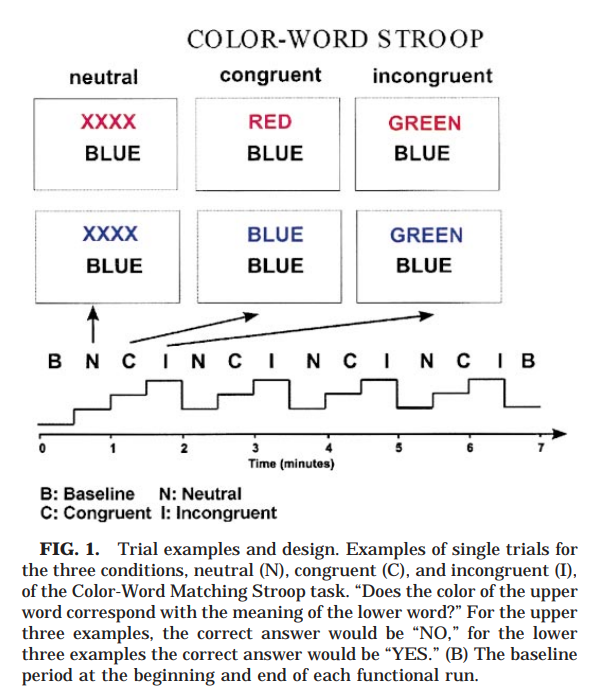 COLOR-WORD STROOP
neutral congruent incongruent
XXXX RED GREEN
BLUE BLUE BLUE
XXXX BLUE GREEN
BLUE BLUE BLUE
B N C I N C I N C I N C I B
0 1 2 3 4 5 6 7
Time (minutes)
B: Baseline N: Neutral
C: Congruent I: Incongruent
FIG. 1. Trial examples and design. Examples of single trials for
the three conditions, neutral (N), congruent (C), and incongruent (I),
of the Color-Word Matching Stroop task. “Does the color of the upper
word correspond with the meaning of the lower word?” For the upper
three examples, the correct answer would be “NO,” for the lower
three examples the correct answer would be “YES.” (B) The baseline
period at the beginning and end of each functional run.